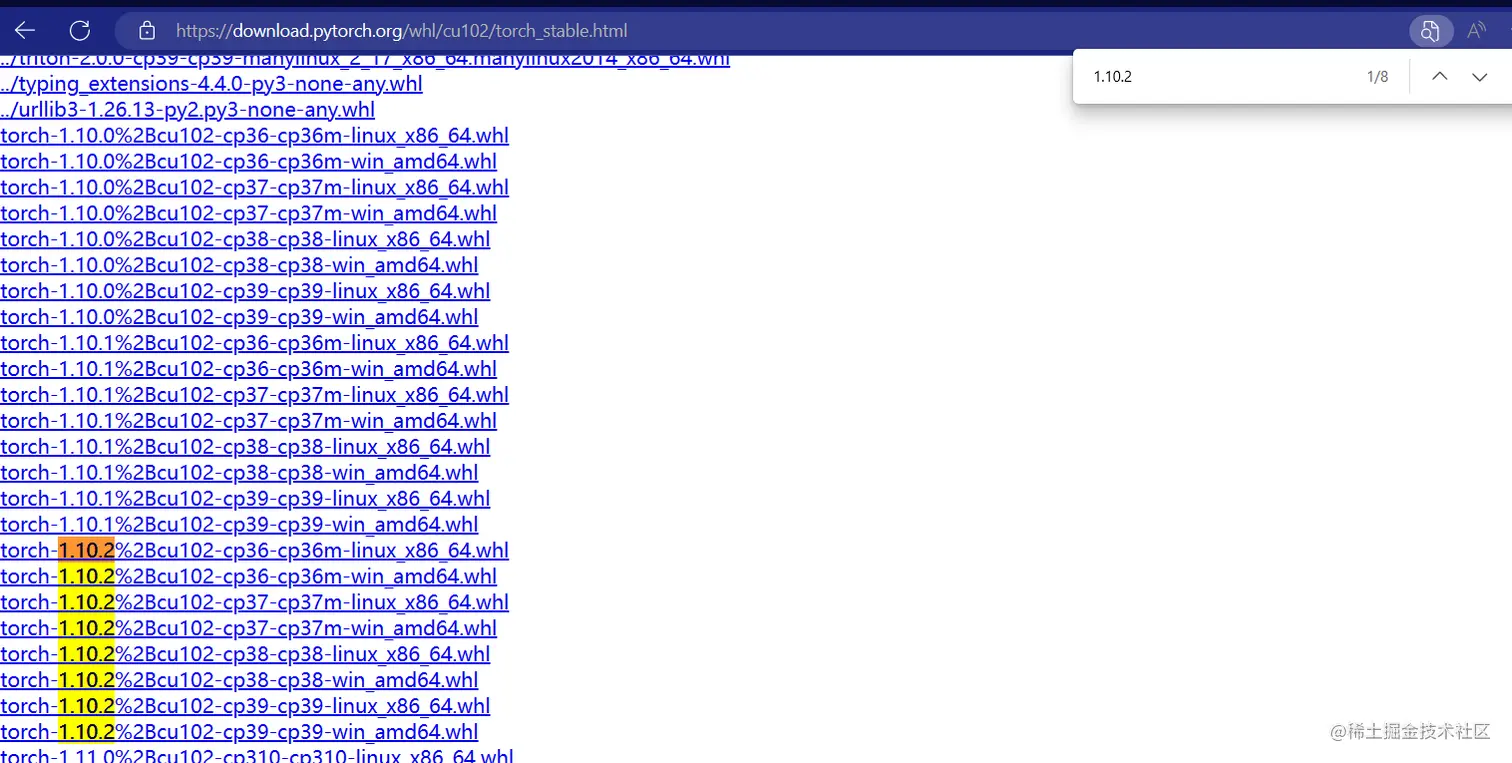 https://download.pytorch.org/whl/cu102/torch_stable.html
1.10.2
1/8
../triton-2.0.0-cp39-cp39-manylinux_2_17_x86_64.manylinux2014_x86_64.whl
../typing_extensions-4.4.0-py3-none-any.whl
../urllib3-1.26.13-py2.py3-none-any.whl
torch-1.10.0%2Bcu102-cp36-cp36m-linux_x86_64.whl
torch-1.10.0%2Bcu102-cp36-cp36m-win_amd64.whl
torch-1.10.0%2Bcu102-cp37-cp37m-linux_x86_64.whl
torch-1.10.0%2Bcu102-cp37-cp37m-win_amd64.whl
torch-1.10.0%2Bcu102-cp38-cp38-linux_x86_64.whl
torch-1.10.0%2Bcu102-cp38-cp38-win_amd64.whl
torch-1.10.0%2Bcu102-cp39-cp39-linux_x86_64.whl
torch-1.10.0%2Bcu102-cp39-cp39-win_amd64.whl
torch-1.10.1%2Bcu102-cp36-cp36m-linux_x86_64.whl
torch-1.10.1%2Bcu102-cp36-cp36m-win_amd64.whl
torch-1.10.1%2Bcu102-cp37-cp37m-linux_x86_64.whl
torch-1.10.1%2Bcu102-cp37-cp37m-win_amd64.whl
torch-1.10.1%2Bcu102-cp38-cp38-linux_x86_64.whl
torch-1.10.1%2Bcu102-cp38-cp38-win_amd64.whl
torch-1.10.1%2Bcu102-cp39-cp39-linux_x86_64.whl
torch-1.10.1%2Bcu102-cp39-cp39-win_amd64.whl
torch-1.10.2%2Bcu102-cp36-cp36m-linux_x86_64.whl
torch-1.10.2%2Bcu102-cp36-cp36m-win_amd64.whl
torch-1.10.2%2Bcu102-cp37-cp37m-linux_x86_64.whl
torch-1.10.2%2Bcu102-cp37-cp37m-win_amd64.whl
torch-1.10.2%2Bcu102-cp38-cp38-linux_x86_64.whl
torch-1.10.2%2Bcu102-cp38-cp38-win_amd64.whl
torch-1.10.2%2Bcu102-cp39-cp39-linux_x86_64.whl
torch-1.10.2%2Bcu102-cp39-cp39-win_amd64.whl
torch-1.11.0%2Bcu102-cp310-cp310-linux_x86_64.whl
@稀土掘金技术社区